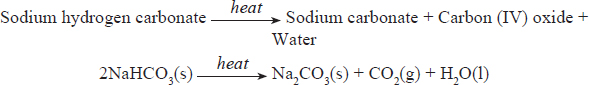 Sodium hydrogen carbonate heat→ Sodium carbonate + Carbon (IV) oxide +
Water
2NaHCO₃(s) heat→ Na₂CO₃(s) + CO₂(g) + H₂O(l)